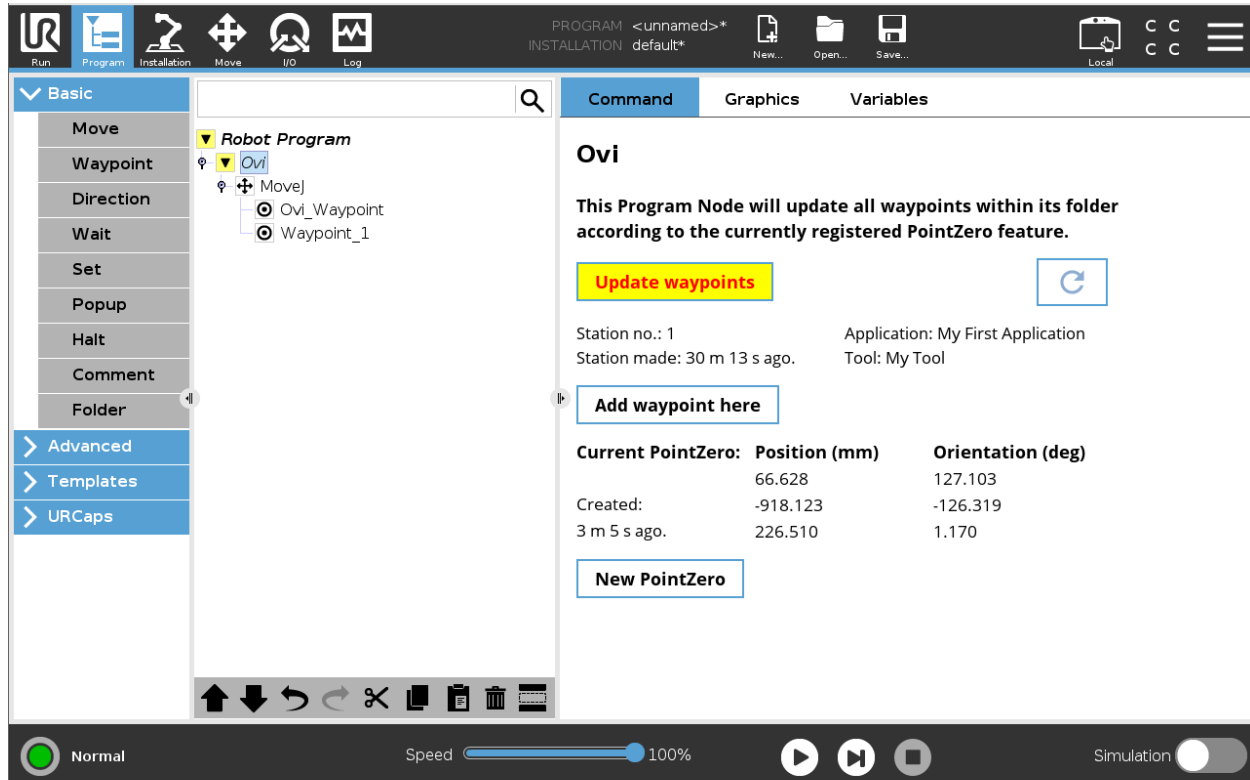 UR
PROGRAM <unnamed>*
INSTALLATION default*
Run Program Installation Move I/O Log New... Open... Save... Local
C C
C C
Basic
Move
Waypoint
Direction
Wait
Set
Popup
Halt
Comment
Folder
Advanced
Templates
URCaps
Robot Program
Ovi
MoveJ
Ovi_Waypoint
Waypoint_1
Command Graphics Variables
Ovi
This Program Node will update all waypoints within its folder
according to the currently registered PointZero feature.
Update waypoints
Station no.: 1 Application: My First Application
Station made: 30 m 13 s ago. Tool: My Tool
Add waypoint here
Current PointZero: Position (mm) Orientation (deg)
66.628 127.103
Created: -918.123 -126.319
3 m 5 s ago. 226.510 1.170
New PointZero
Normal Speed 100% Simulation